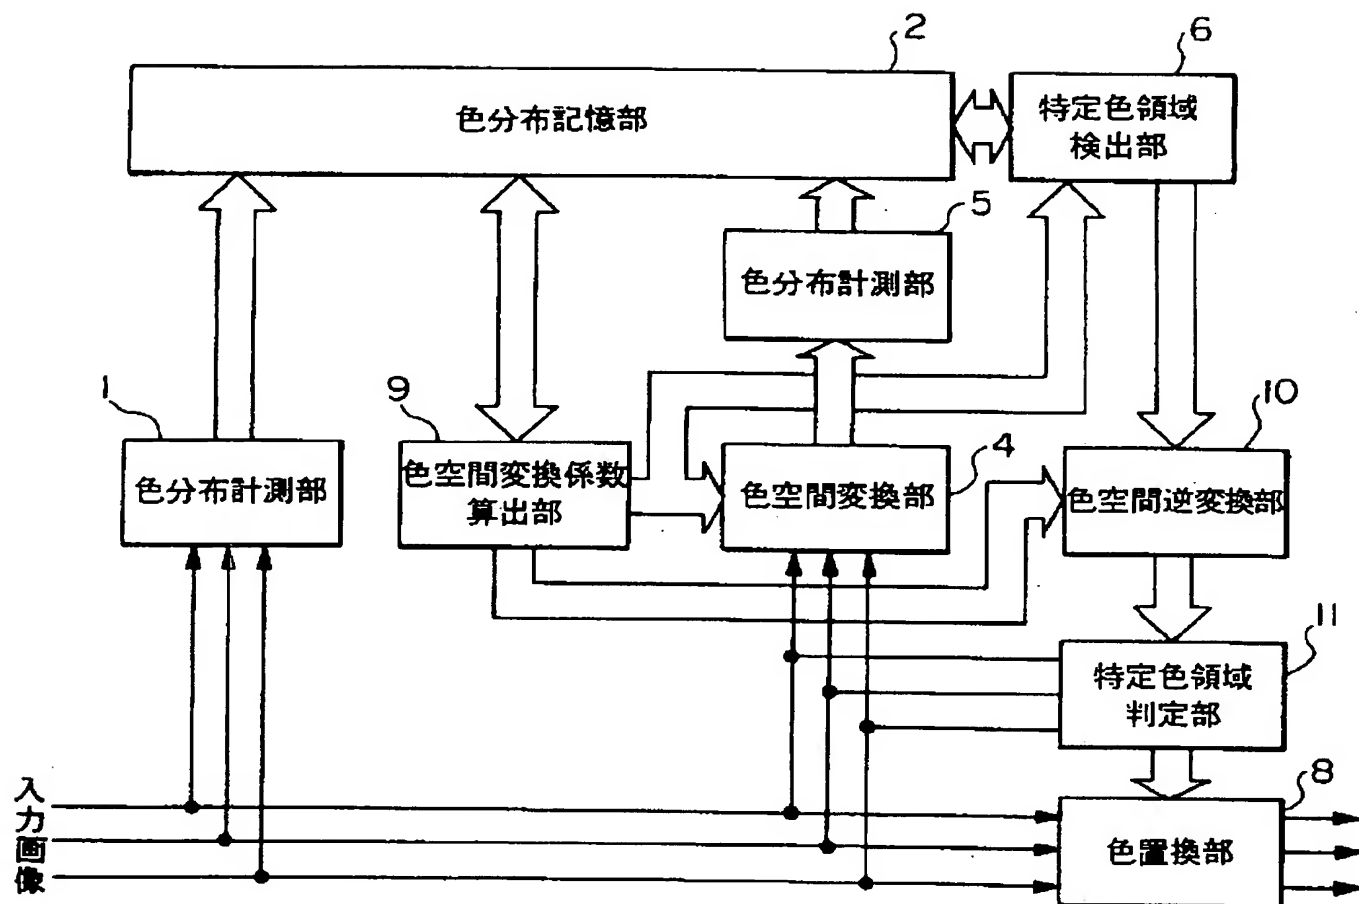 2
6
色分布記憶部
特定色領域
検出部
5
色分布計測部
1
9
10
4
色分布計測部
色空間変換係数
算出部
色空間変換部
色空間逆変換部
11
特定色領域
判定部
8
入力画像
色置換部